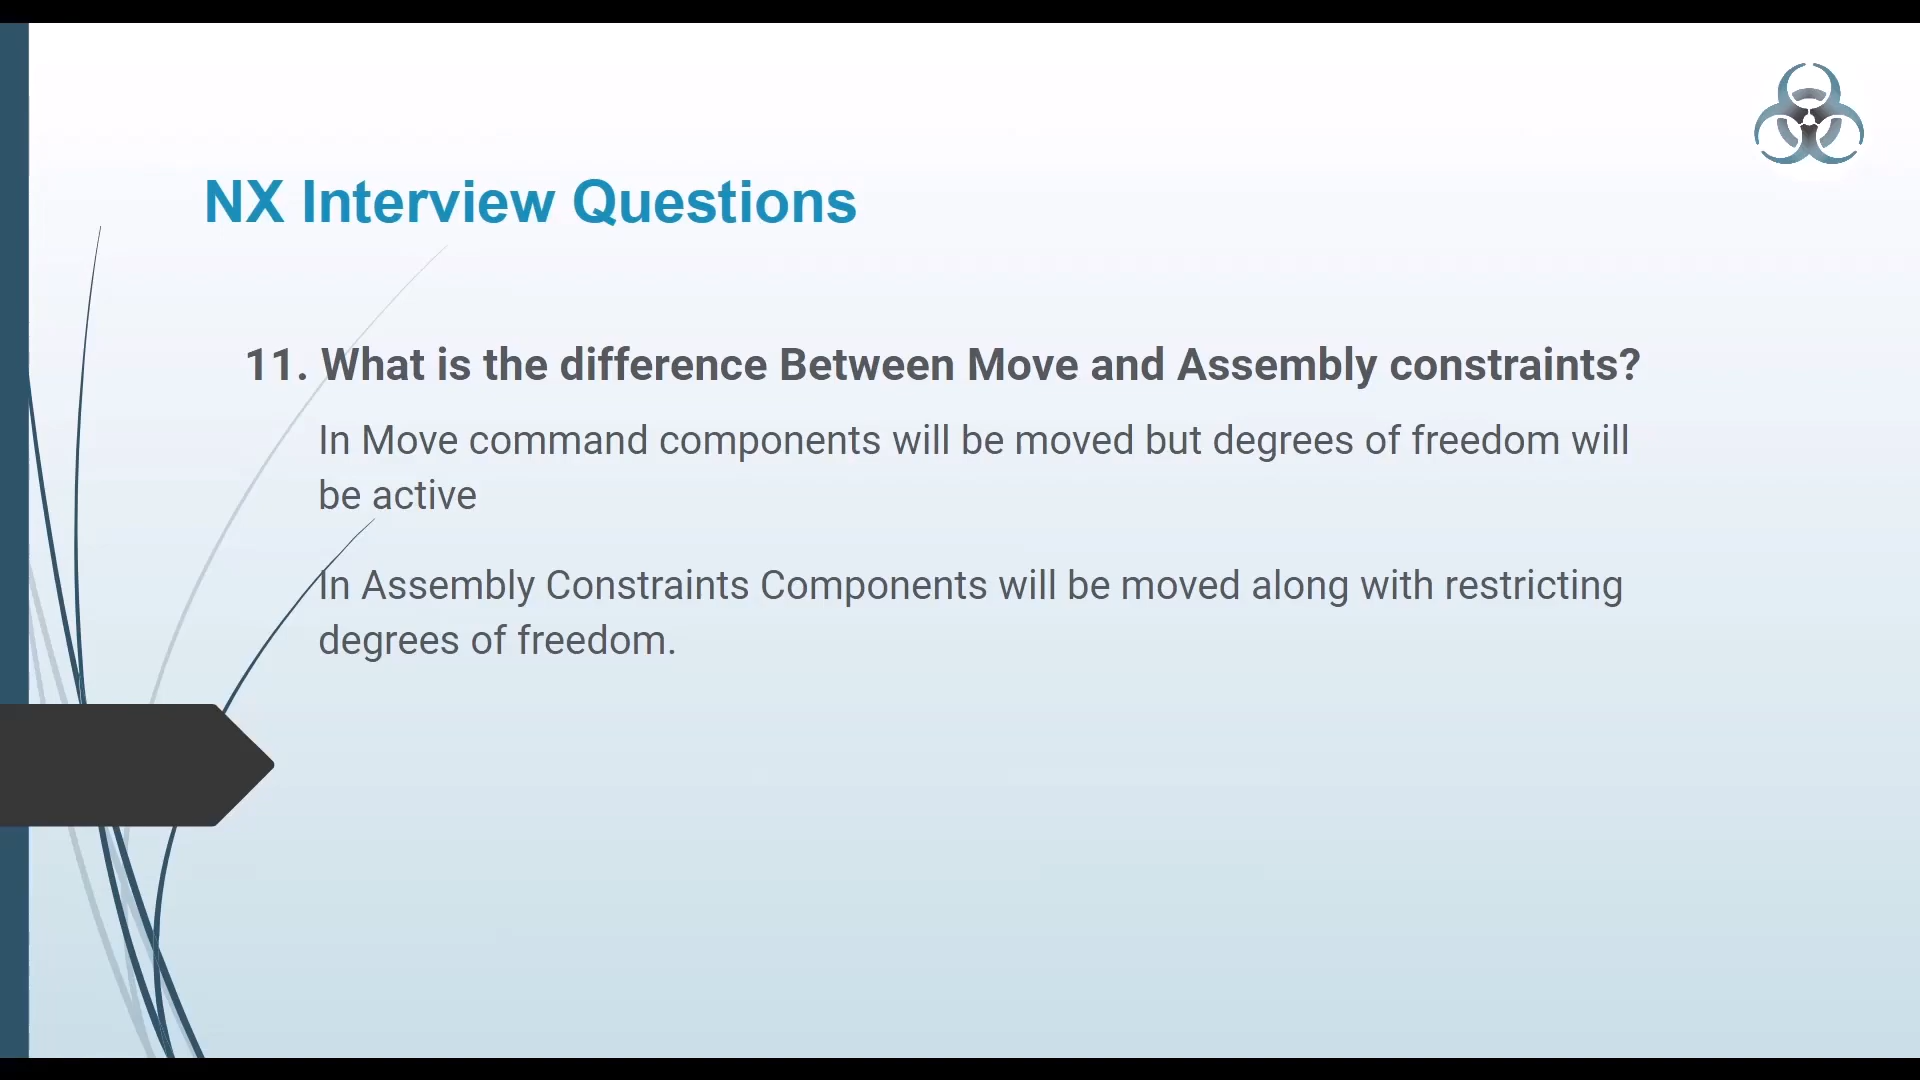 NX Interview Questions
11. What is the difference Between Move and Assembly constraints?
In Move command components will be moved but degrees of freedom will
be active
In Assembly Constraints Components will be moved along with restricting
degrees of freedom.